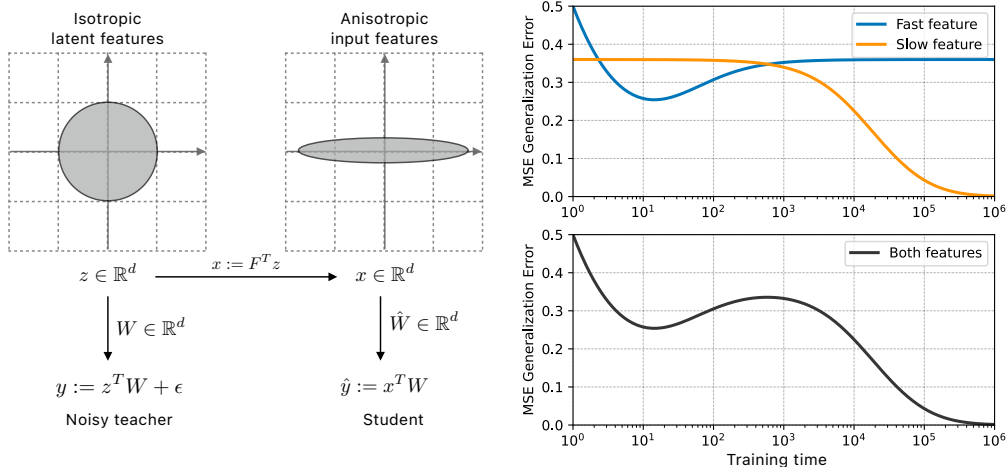 Isotropic
latent features
Anisotropic
input features
z ∈ ℝ^d
x := F^T z
x ∈ ℝ^d
W ∈ ℝ^d
Ŵ ∈ ℝ^d
y := z^T W + ϵ
ŷ := x^T W
Noisy teacher
Student
MSE Generalization Error
0.5
0.4
0.3
0.2
0.1
0.0
Fast feature
Slow feature
10^0
10^1
10^2
10^3
10^4
10^5
10^6
MSE Generalization Error
0.5
0.4
0.3
0.2
0.1
0.0
Both features
10^0
10^1
10^2
10^3
10^4
10^5
10^6
Training time